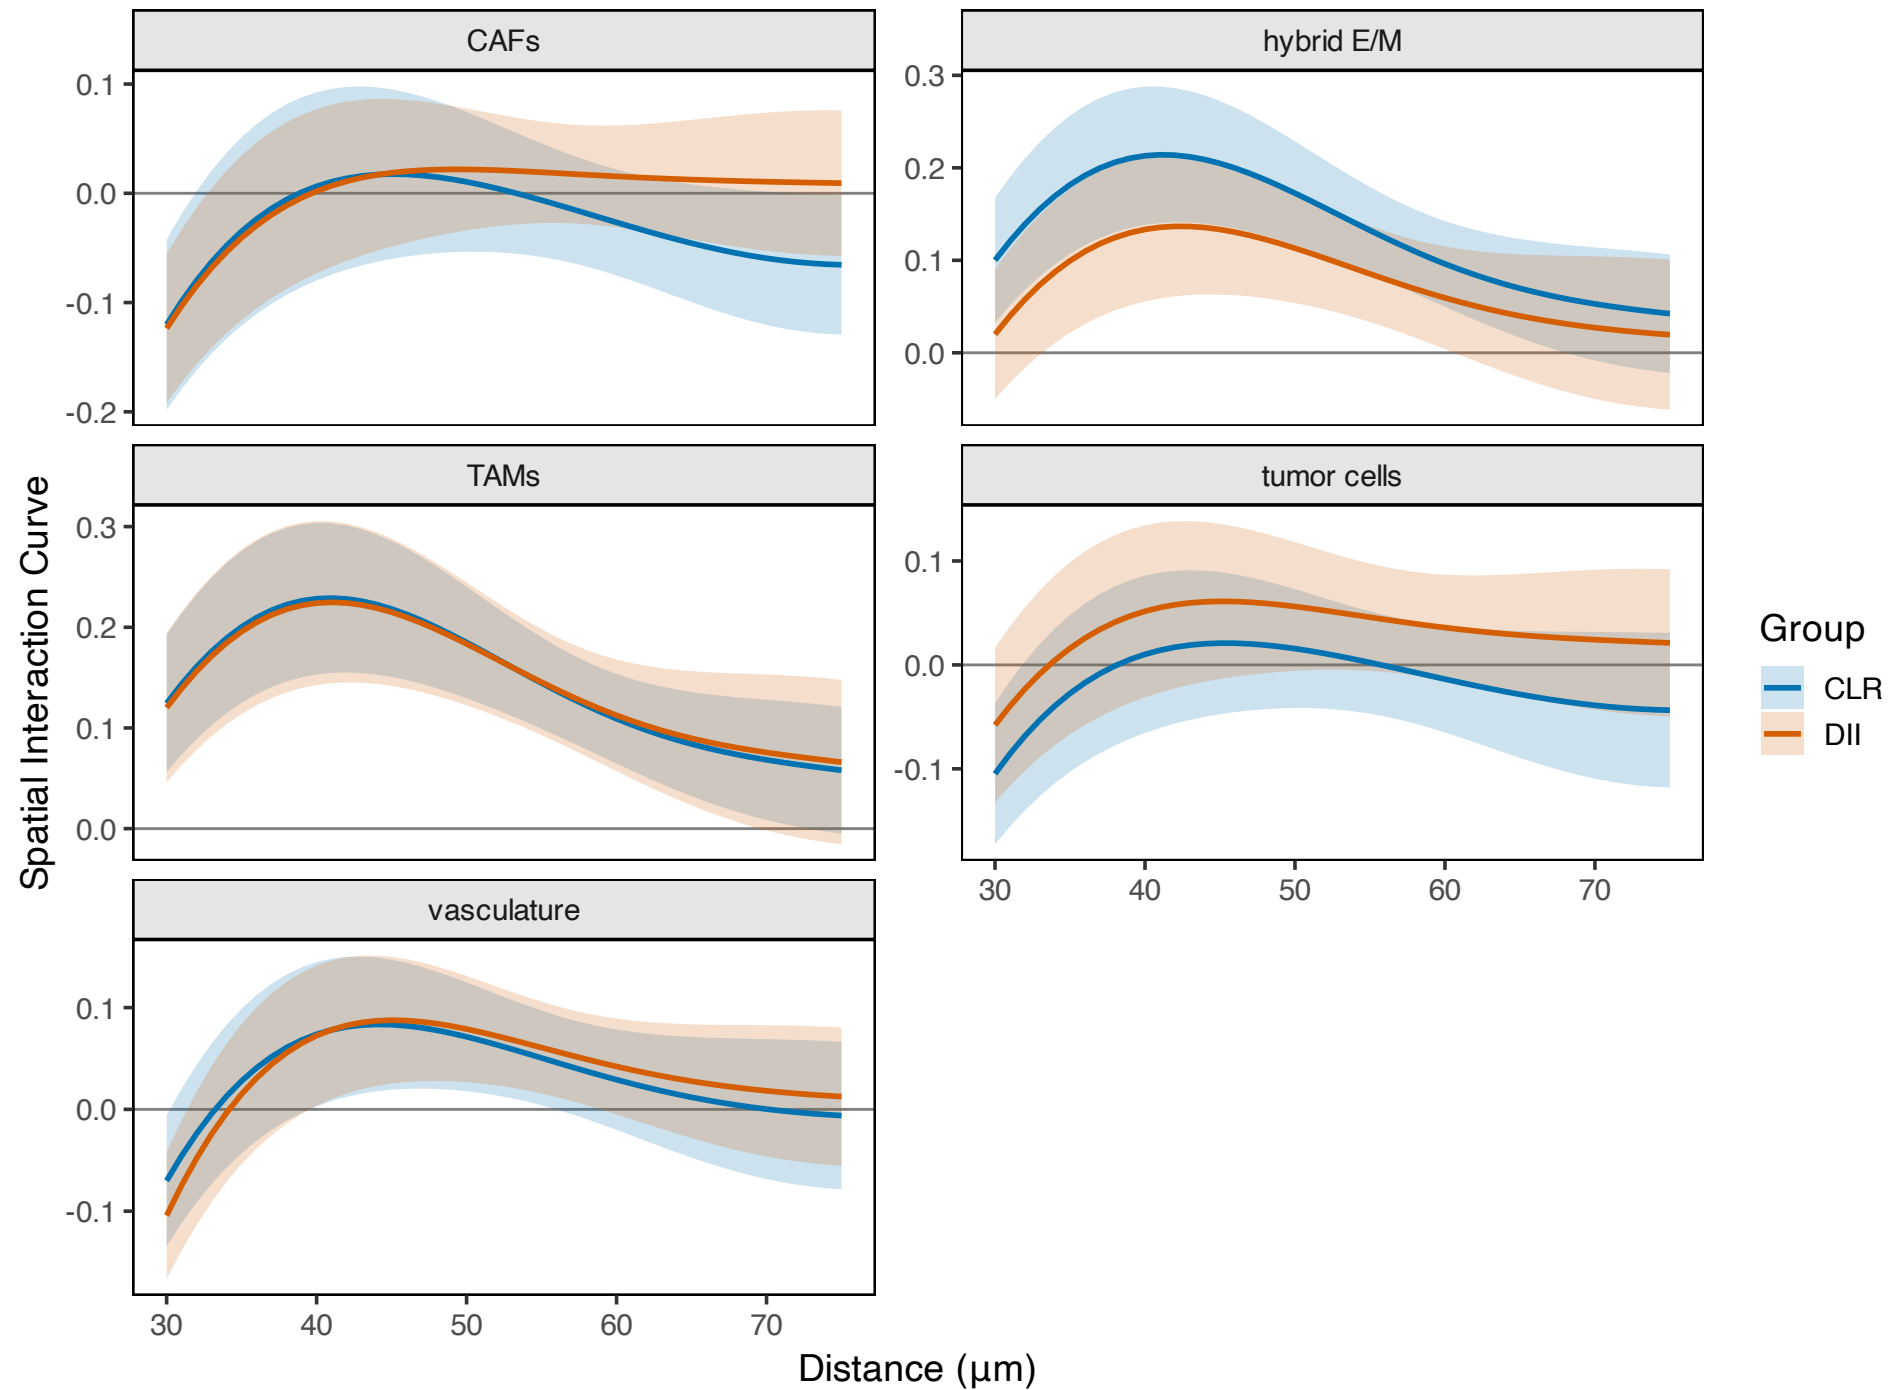 CAFs
hybrid E/M
0.1
0.0
-0.1
-0.2
0.3
0.2
0.1
0.0
TAMs
tumor cells
0.3
0.2
0.1
0.0
0.1
0.0
-0.1
30 40 50 60 70
vasculature
0.1
0.0
-0.1
30 40 50 60 70
Spatial Interaction Curve
Distance (µm)
Group
CLR
DII